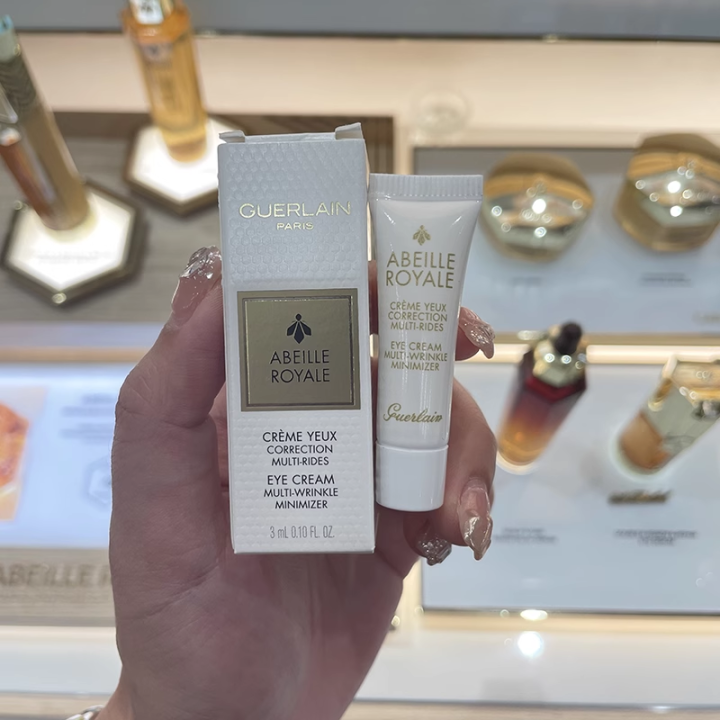 GUERLAIN
PARIS
ABEILLE
ROYALE
CRÈME YEUX
CORRECTION
MULTI-RIDES
EYE CREAM
MULTI-WRINKLE
MINIMIZER
3 mL 0.10 FL. OZ.
ABEILLE
ROYALE
CRÈME YEUX
CORRECTION
MULTI-RIDES
EYE CREAM
MULTI-WRINKLE
MINIMIZER
Guerlain
ABEILLE